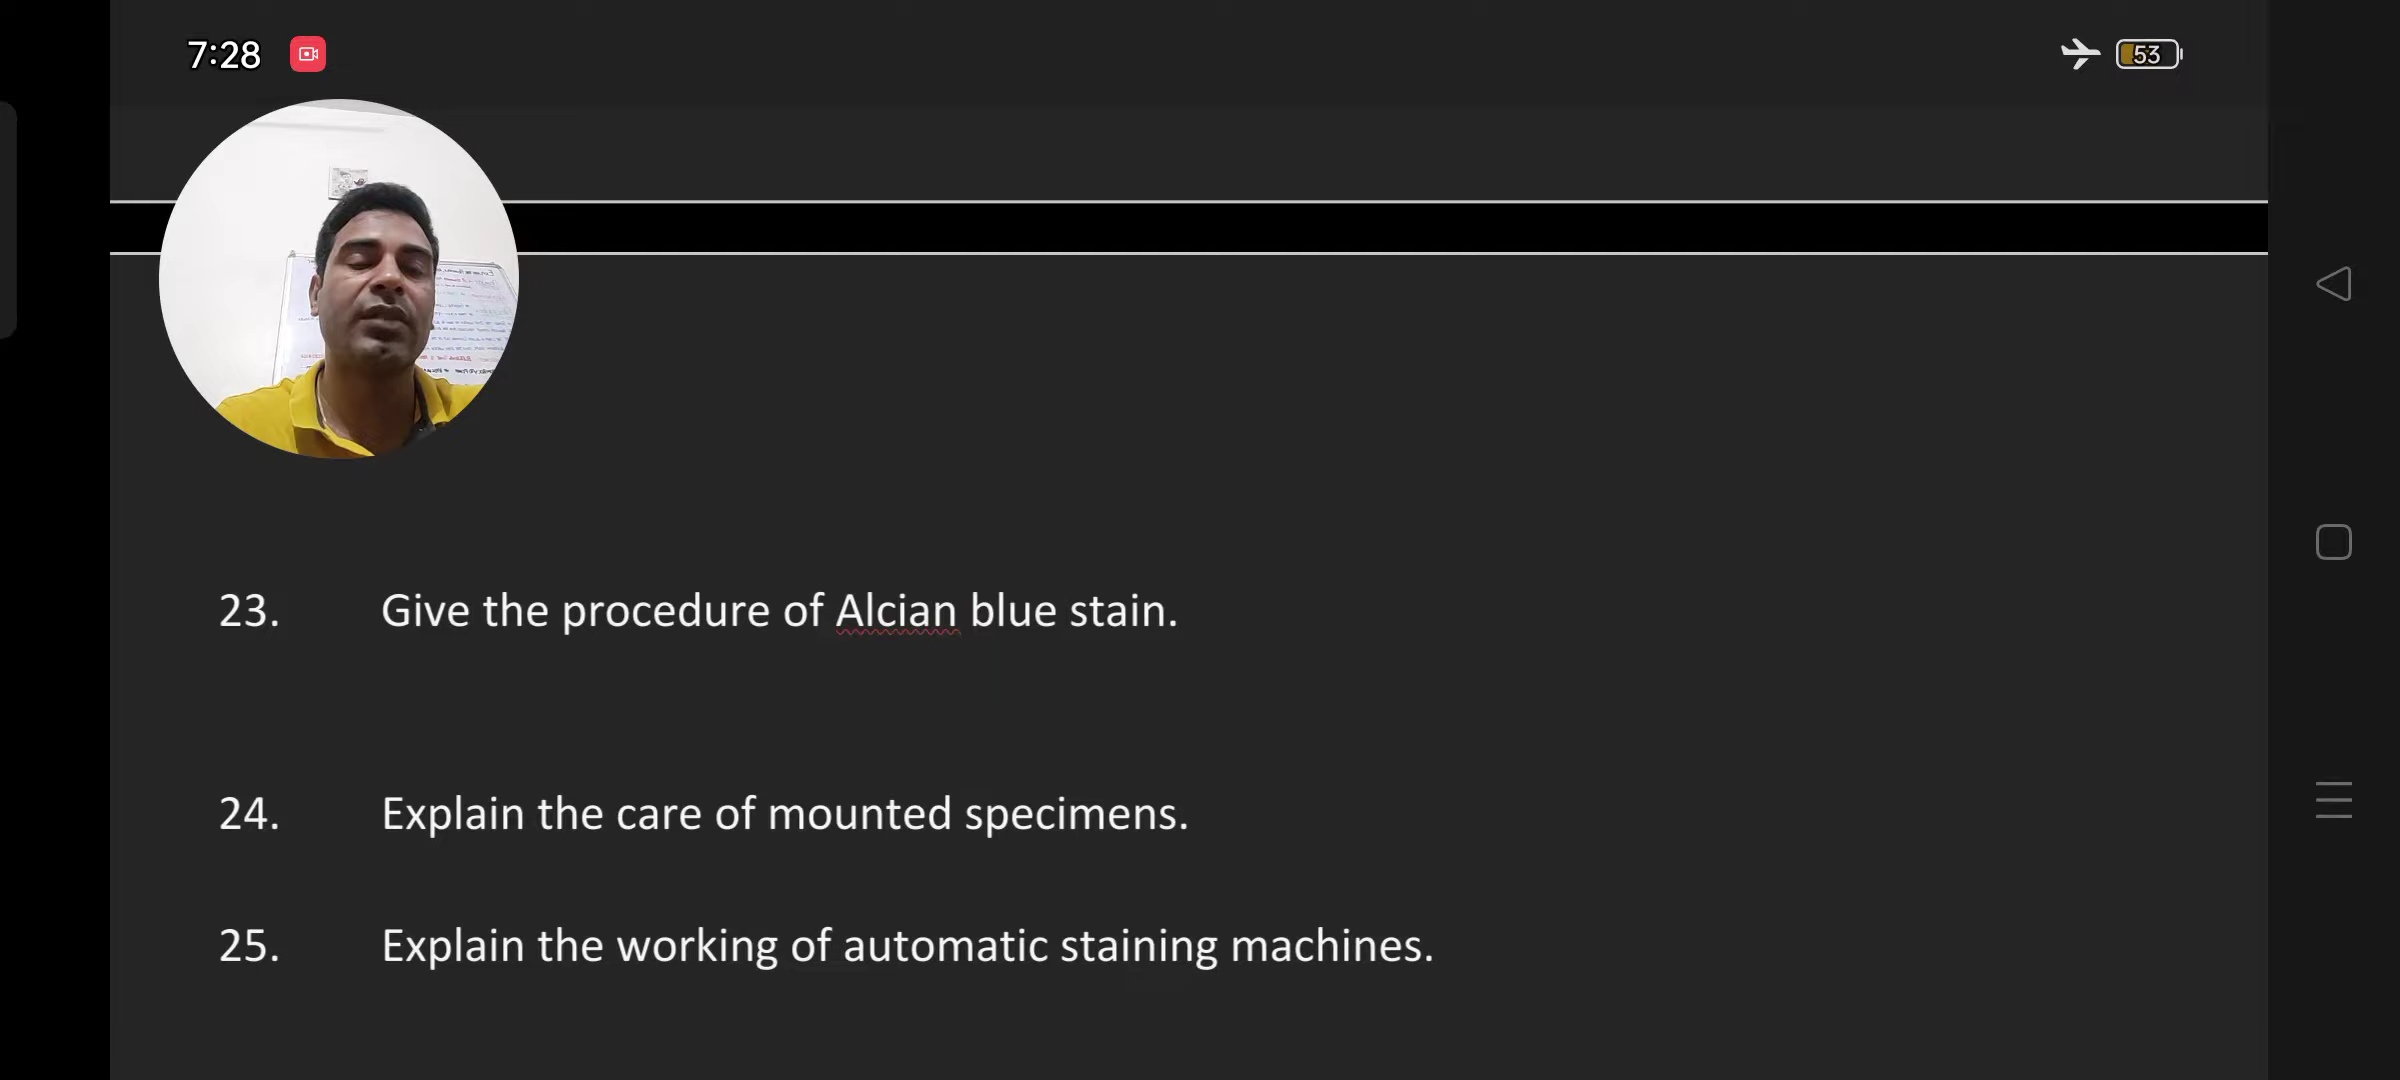 7:28
53
23. Give the procedure of Alcian blue stain.
24. Explain the care of mounted specimens.
25. Explain the working of automatic staining machines.